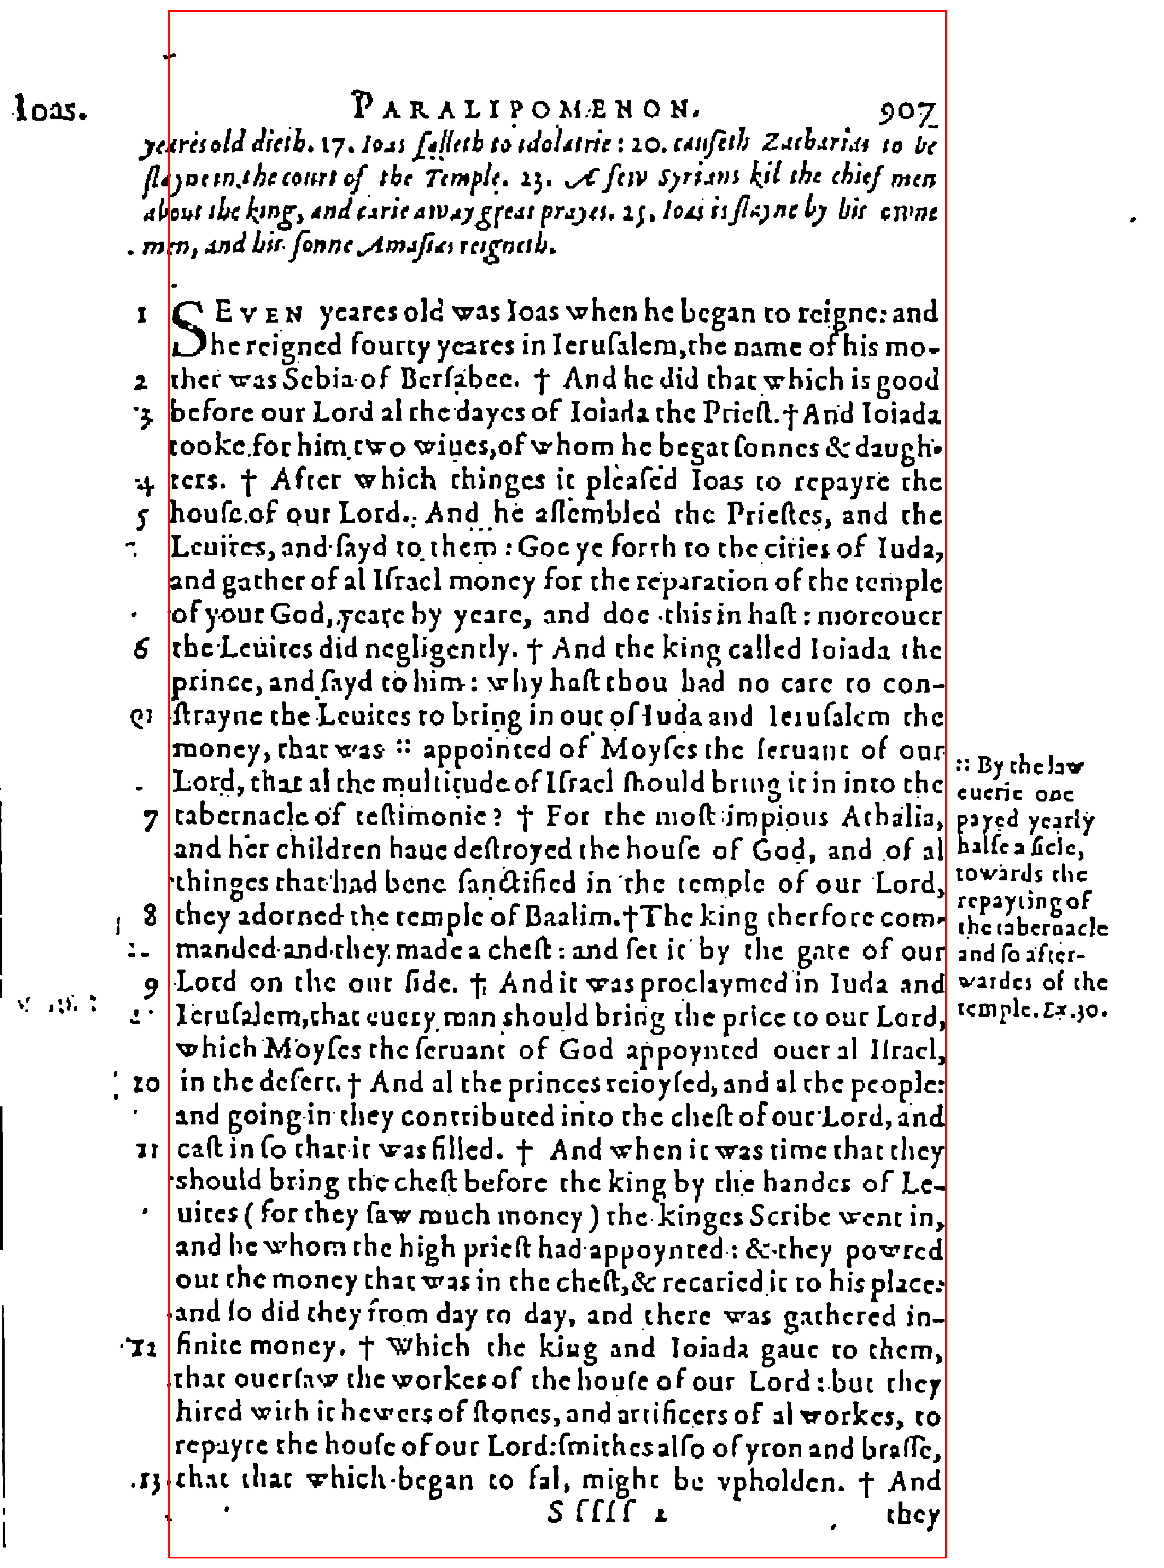 Ioas. PARALIPOMENON. 907
yeares old dieth. 17. Ioas falleth to idolatrie: 20. causeth Zacharias to be
slayne in the court of the Temple. 23. A few Syrians kil the chief men
about the king, and carie away great prayes. 25. Ioas is slayne by his owne
men, and his sonne Amasias reigneth.
1 SEVEN yeares old was Ioas when he began to reigne: and
he reigned fourty yeares in Ierusalem, the name of his mo-
2 ther was Sebia of Bersabee. † And he did that which is good
3 before our Lord al the dayes of Ioiada the Priest. † And Ioiada
tooke for him two wiues, of whom he begat sonnes & daugh-
4 ters. † After which thinges it pleased Ioas to repayre the
5 house of our Lord. And he assembled the Priestes, and the
Leuites, and sayd to them: Goe ye forth to the cities of Iuda,
and gather of al Israel money for the reparation of the temple
of your God, yeare by yeare, and doe this in hast: moreouer
6 the Leuites did negligently. † And the king called Ioiada the
prince, and sayd to him: why hast thou had no care to con-
strayne the Leuites to bring in out of Iuda and Ierusalem the
money, that was :: appointed of Moyses the seruant of our
Lord, that al the multitude of Israel should bring it in into the
7 tabernacle of testimonie? † For the most impious Athalia,
and her children haue destroyed the house of God, and of al
thinges that had bene sanctified in the temple of our Lord,
8 they adorned the temple of Baalim. † The king therfore com-
manded and they made a chest: and set it by the gate of our
9 Lord on the out side. † And it was proclaymed in Iuda and
Ierusalem, that euery man should bring the price to our Lord,
which Moyses the seruant of God appoynted ouer al Israel,
10 in the desert. † And al the princes reioysed, and al the people:
and going in they contributed into the chest of our Lord, and
11 cast in so that it was filled. † And when it was time that they
should bring the chest before the king by the handes of Le-
uites (for they saw much money) the kinges Scribe went in,
and he whom the high priest had appoynted: & they powred
out the money that was in the chest, & recaried it to his place:
and so did they from day to day, and there was gathered in-
12 finite money. † Which the king and Ioiada gaue to them,
that ouersaw the workes of the house of our Lord: but they
hired with it hewers of stones, and artificers of al workes, to
repayre the house of our Lord: smithes also of yron and brasse,
13 that that which began to fal, might be vpholden. † And
S ssss 2 they
:: By the law
euerie one
payed yearly
halfe a sicle,
towards the
repayring of
the tabernacle
and so after-
wardes of the
temple. Ex. 30.